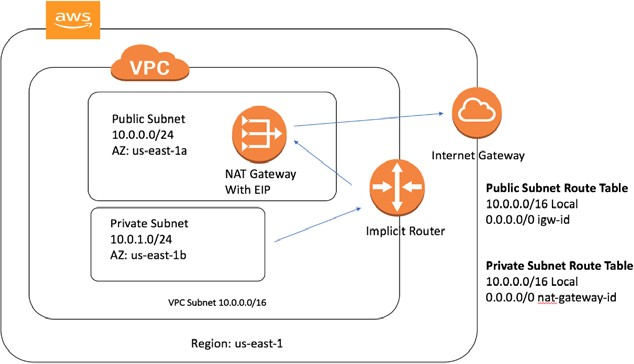 aws
VPC
Public Subnet
10.0.0.0/24
AZ: us-east-1a
NAT Gateway
With EIP
Internet Gateway
Private Subnet
10.0.1.0/24
AZ: us-east-1b
Implicit Router
Public Subnet Route Table
10.0.0.0/16 Local
0.0.0.0/0 igw-id
Private Subnet Route Table
10.0.0.0/16 Local
0.0.0.0/0 nat-gateway-id
VPC Subnet 10.0.0.0/16
Region: us-east-1